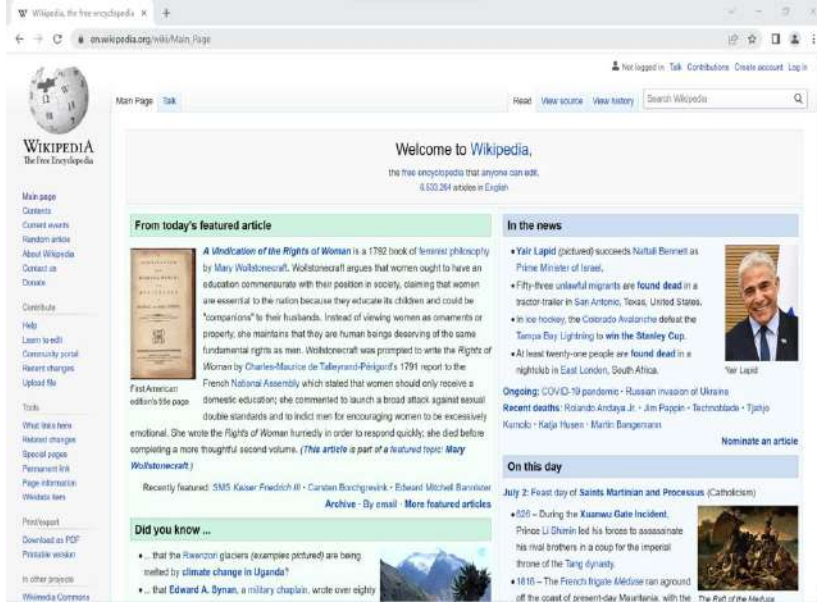 Wikipedia, the free encyclopedia
en.wikipedia.org/wiki/Main_Page
Not logged in Talk Contributions Create account Log in
Main Page Talk
Read View source View history Search Wikipedia
WIKIPEDIA
The Free Encyclopedia
Main page
Contents
Current events
Random article
About Wikipedia
Contact us
Donate
Contribute
Help
Learn to edit
Community portal
Recent changes
Upload file
Tools
What links here
Related changes
Special pages
Permanent link
Page information
Wikidata item
Print/export
Download as PDF
Printable version
In other projects
Wikimedia Commons
Welcome to Wikipedia,
the free encyclopedia that anyone can edit.
articles in English
From today's featured article
A Vindication of the Rights of Woman is a 1792 book of feminist philosophy
by Mary Wollstonecraft. Wollstonecraft argues that women ought to have an
education commensurate with their position in society, claiming that women
are essential to the nation because they educate its children and could be
"companions" to their husbands. Instead of viewing women as ornaments or
property, she maintains that they are human beings deserving of the same
fundamental rights as men. Wollstonecraft was prompted to write the Rights of
Woman by Charles-Maurice de Talleyrand-Périgord's 1791 report to the
French National Assembly which stated that women should only receive a
domestic education; she commented to launch a broad attack against sexual
double standards and to indict men for encouraging women to be excessively
emotional. She wrote the Rights of Woman hurriedly in order to respond quickly; she died before
completing a more thoughtful second volume. (This article is part of a featured topic: Mary
Wollstonecraft.)
First American
edition's title page
Recently featured: SMS Kaiser Friedrich III · Carsten Borchgrevink · Edward Mitchell Bannister
Archive · By email · More featured articles
Did you know ...
... that the Rwenzori glaciers (examples pictured) are being
melted by climate change in Uganda?
... that Edward A. Synan, a military chaplain, wrote over eighty
In the news
Yair Lapid (pictured) succeeds Naftali Bennett as
Prime Minister of Israel.
Fifty-three unlawful migrants are found dead in a
tractor-trailer in San Antonio, Texas, United States.
In ice hockey, the Colorado Avalanche defeat the
Tampa Bay Lightning to win the Stanley Cup.
At least twenty-one people are found dead in a
nightclub in East London, South Africa.
Yair Lapid
Ongoing: COVID-19 pandemic · Russian invasion of Ukraine
Recent deaths: Rolando Andaya Jr. · Jim Pappin · Technoblade · Tjahjo
Kumolo · Katja Husen · Martin Bangemann
Nominate an article
On this day
July 2: Feast day of Saints Martinian and Processus (Catholicism)
626 – During the Xuanwu Gate Incident,
Prince Li Shimin led his forces to assassinate
his rival brothers in a coup for the imperial
throne of the Tang dynasty.
1816 – The French frigate Méduse ran aground
off the coast of present-day Mauritania, with the
The Raft of the Medusa